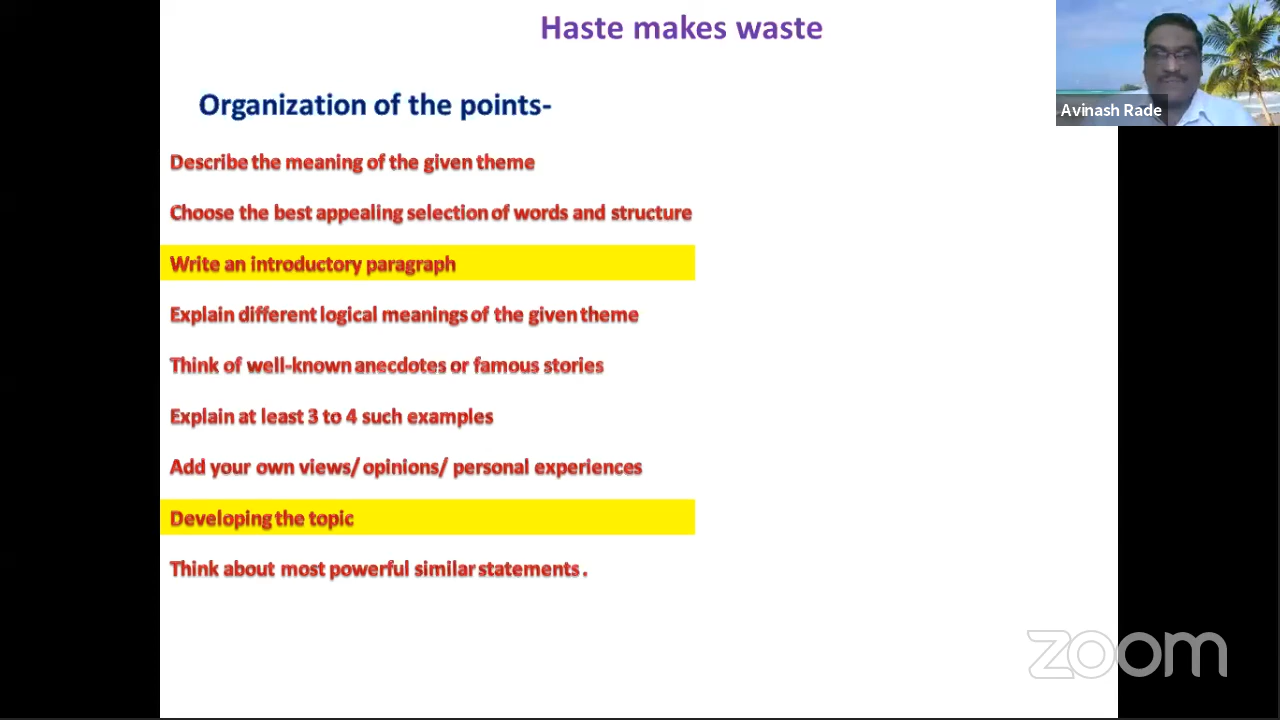 Haste makes waste
Avinash Rade
Organization of the points-
Describe the meaning of the given theme
Choose the best appealing selection of words and structure
Write an introductory paragraph
Explain different logical meanings of the given theme
Think of well-known anecdotes or famous stories
Explain at least 3 to 4 such examples
Add your own views/ opinions/ personal experiences
Developing the topic
Think about most powerful similar statements .
zoom